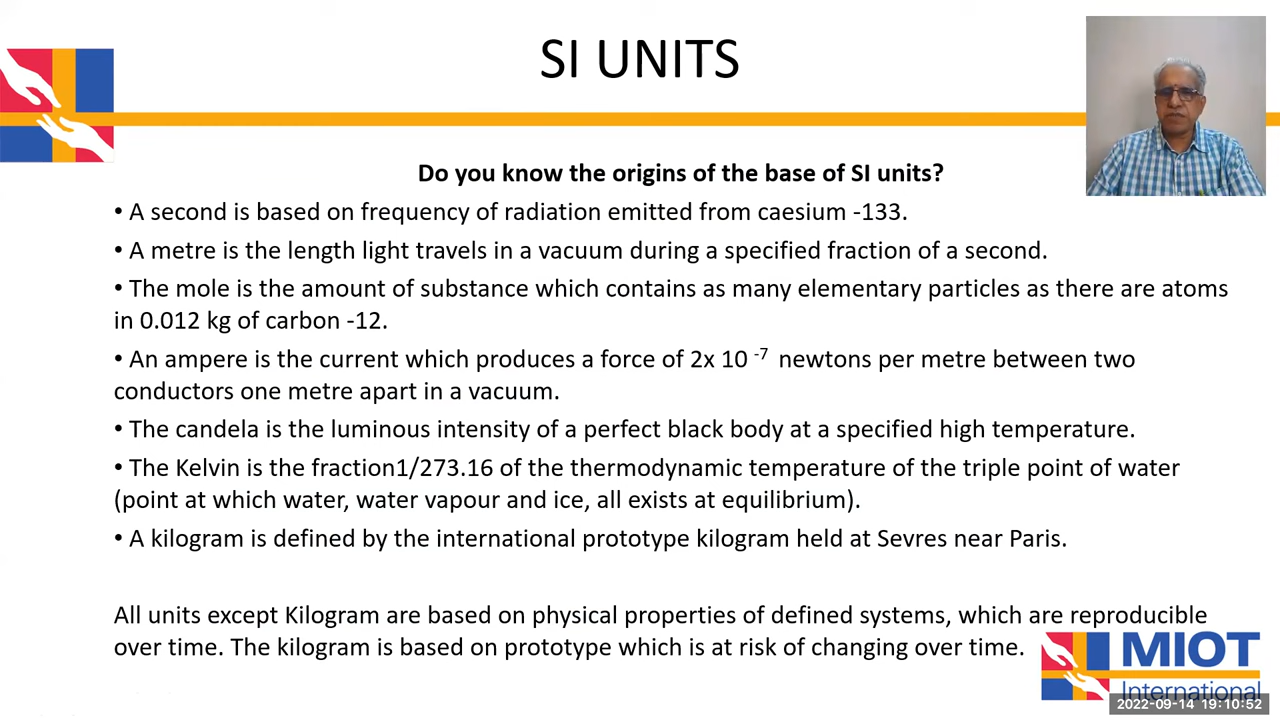 SI UNITS
Do you know the origins of the base of SI units?
• A second is based on frequency of radiation emitted from caesium -133.
• A metre is the length light travels in a vacuum during a specified fraction of a second.
• The mole is the amount of substance which contains as many elementary particles as there are atoms
in 0.012 kg of carbon -12.
• An ampere is the current which produces a force of 2x 10 -7 newtons per metre between two
conductors one metre apart in a vacuum.
• The candela is the luminous intensity of a perfect black body at a specified high temperature.
• The Kelvin is the fraction1/273.16 of the thermodynamic temperature of the triple point of water
(point at which water, water vapour and ice, all exists at equilibrium).
• A kilogram is defined by the international prototype kilogram held at Sevres near Paris.
All units except Kilogram are based on physical properties of defined systems, which are reproducible
over time. The kilogram is based on prototype which is at risk of changing over time.
MIOT
International
2022-09-14 19:10:52